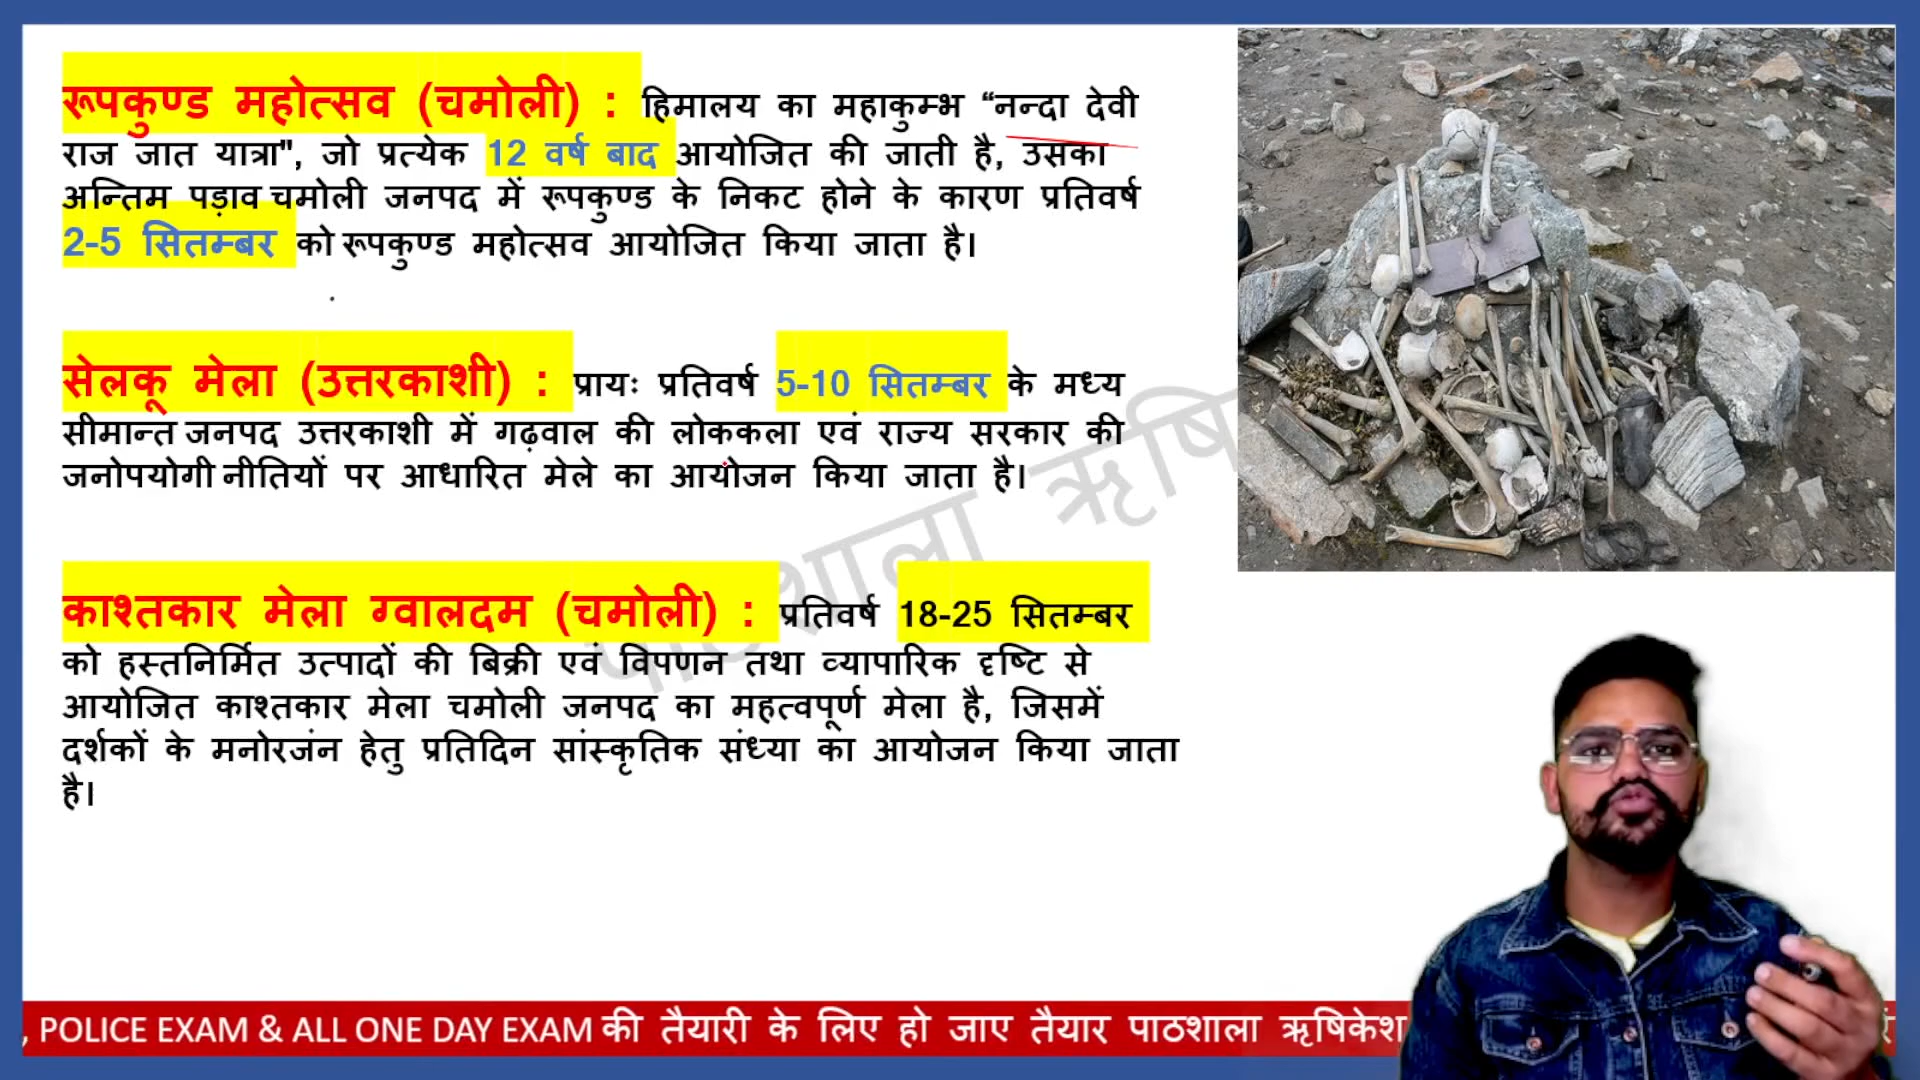 रूपकुण्ड महोत्सव (चमोली) : हिमालय का महाकुम्भ “नन्दा देवी
राज जात यात्रा", जो प्रत्येक 12 वर्ष बाद आयोजित की जाती है, उसका
अन्तिम पड़ाव चमोली जनपद में रूपकुण्ड के निकट होने के कारण प्रतिवर्ष
2-5 सितम्बर को रूपकुण्ड महोत्सव आयोजित किया जाता है।
सेलकू मेला (उत्तरकाशी) : प्रायः प्रतिवर्ष 5-10 सितम्बर के मध्य
सीमान्त जनपद उत्तरकाशी में गढ़वाल की लोककला एवं राज्य सरकार की
जनोपयोगी नीतियों पर आधारित मेले का आयोजन किया जाता है।
काश्तकार मेला ग्वालदम (चमोली) : प्रतिवर्ष 18-25 सितम्बर
को हस्तनिर्मित उत्पादों की बिक्री एवं विपणन तथा व्यापारिक दृष्टि से
आयोजित काश्तकार मेला चमोली जनपद का महत्वपूर्ण मेला है, जिसमें
दर्शकों के मनोरजंन हेतु प्रतिदिन सांस्कृतिक संध्या का आयोजन किया जाता
है।
, POLICE EXAM & ALL ONE DAY EXAM की तैयारी के लिए हो जाए तैयार पाठशाला ऋषिकेश